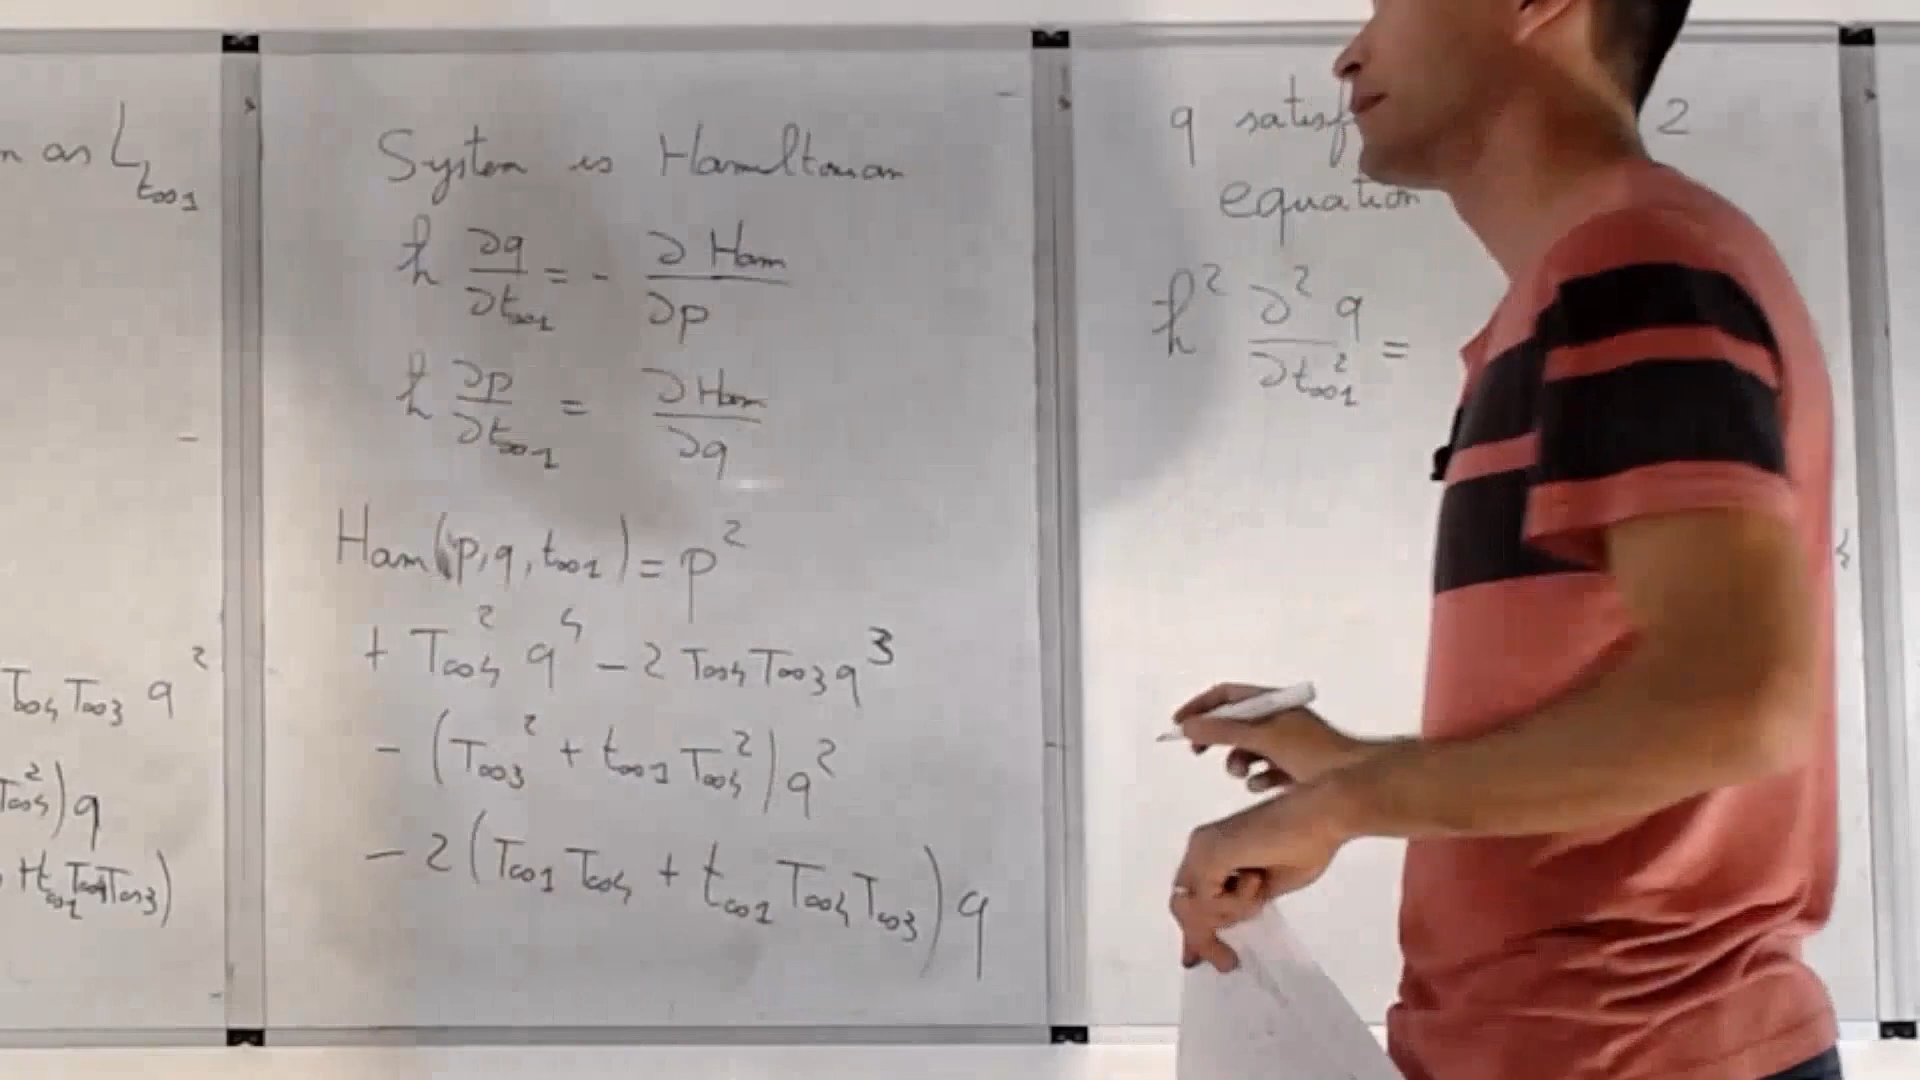 n as L_{t∞1}
T∞4 T∞3 q²
T∞4²) q
+ t∞1 T∞4 T∞3)
System is Hamiltonian
ħ ∂q/∂t∞1 = - ∂Ham/∂p
ħ ∂p/∂t∞1 = ∂Ham/∂q
Ham(p,q,t∞1) = p²
+ T∞4² q⁴ - 2 T∞4 T∞3 q³
- (T∞3² + t∞1 T∞4²) q²
- 2 (T∞1 T∞4 + t∞1 T∞4 T∞3) q
q 2
equation
ħ² ∂²q/∂t∞1² =